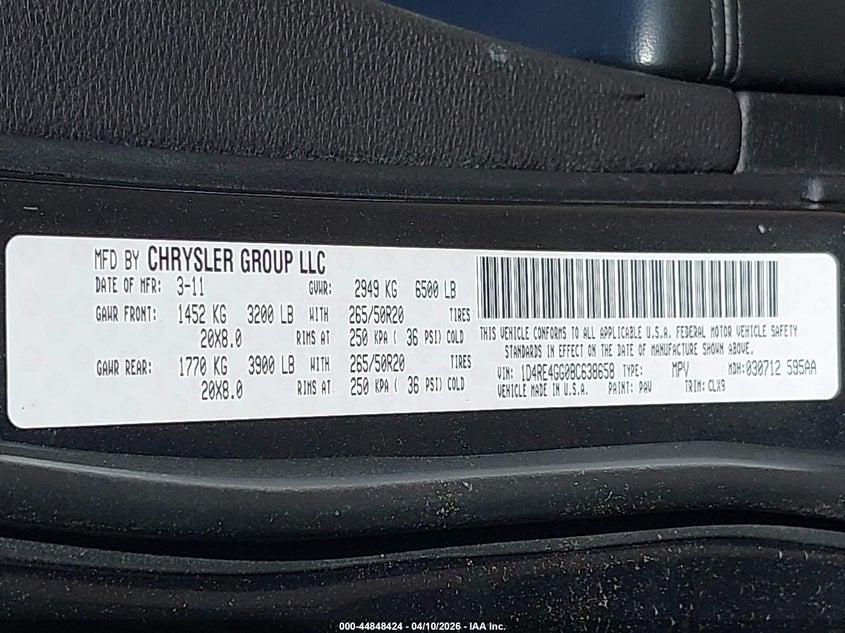 MFD BY CHRYSLER GROUP LLC
DATE OF MFR: 3-11 GVWR: 2949 KG 6500 LB
GAWR FRONT: 1452 KG 3200 LB WITH 265/50R20 TIRES
20X8.0 RIMS AT 250 KPA ( 36 PSI) COLD
GAWR REAR: 1770 KG 3900 LB WITH 265/50R20 TIRES
20X8.0 RIMS AT 250 KPA ( 36 PSI) COLD
THIS VEHICLE CONFORMS TO ALL APPLICABLE U.S.A. FEDERAL MOTOR VEHICLE SAFETY
STANDARDS IN EFFECT ON THE DATE OF MANUFACTURE SHOWN ABOVE.
VIN: 1D4RE4GG0BC638658 TYPE: MPV MDH: 030712 595AA
VEHICLE MADE IN U.S.A. PAINT: PAV TRIM: CLX9
000-44848424 - 04/10/2026 - IAA Inc.